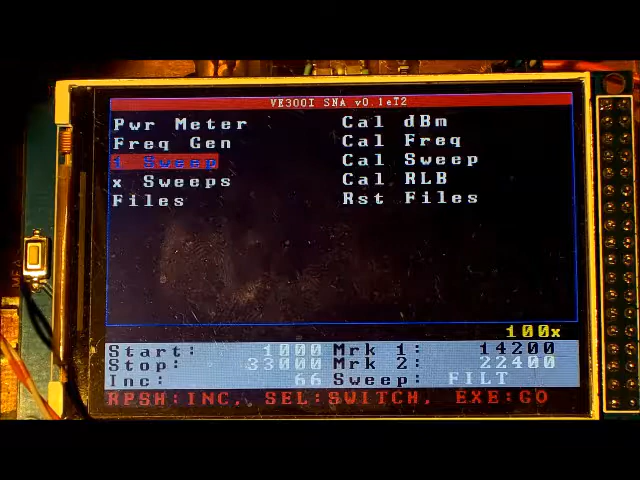 VE3OOI SNA v0.1eT2
Pwr Meter Cal dBm
Freq Gen Cal Freq
1 Sweep Cal Sweep
x Sweeps Cal RLB
Files Rst Files
100x
Start: 1000 Mrk 1: 14200
Stop: 33000 Mrk 2: 22400
Inc: 66 Sweep: FILT
RPSH:INC, SEL:SWITCH, EXE:GO